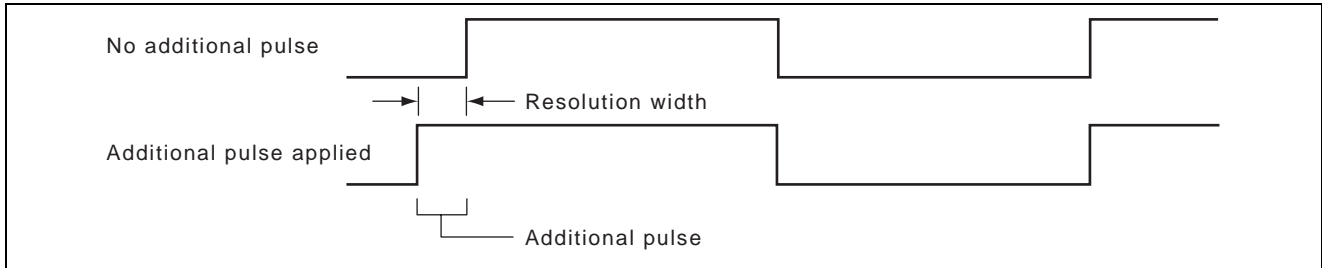 No additional pulse
Resolution width
Additional pulse applied
Additional pulse